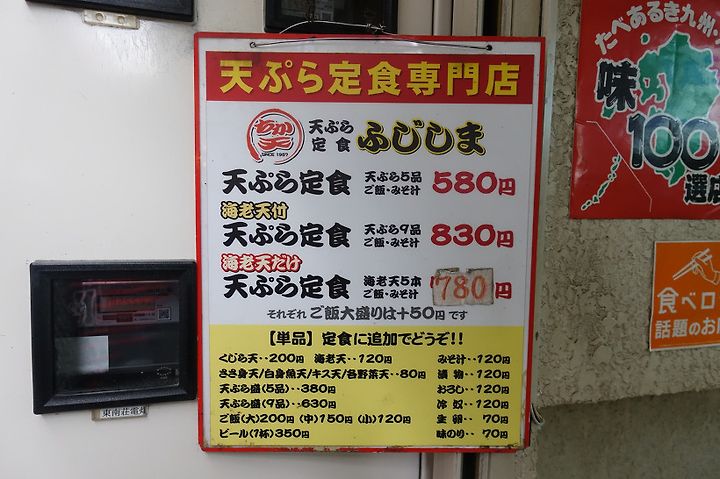 天ぷら定食専門店
ちか天
SINCE 1997
天ぷら定食 ふじしま
天ぷら定食 天ぷら5品 ご飯・みそ汁 580円
海老天付
天ぷら定食 天ぷら9品 ご飯・みそ汁 830円
海老天だけ
天ぷら定食 海老天5本 ご飯・みそ汁 780円
それぞれ ご飯大盛りは+50円 です
【単品】定食に追加でどうぞ!!
くじら天‥200円 海老天‥120円 みそ汁‥120円
ささ身天/白身魚天/キス天/各野菜天‥80円 漬物‥120円
天ぷら盛(5品)‥380円 おろし‥120円
天ぷら盛(9品)‥630円 冷奴‥120円
ご飯(大)200円 (中)150円 (小)120円 生卵‥70円
ビール(1杯)350円 味のり‥70円
東南荘電灯
たべあるき九州・
味
100
選店
食べロ
話題のお